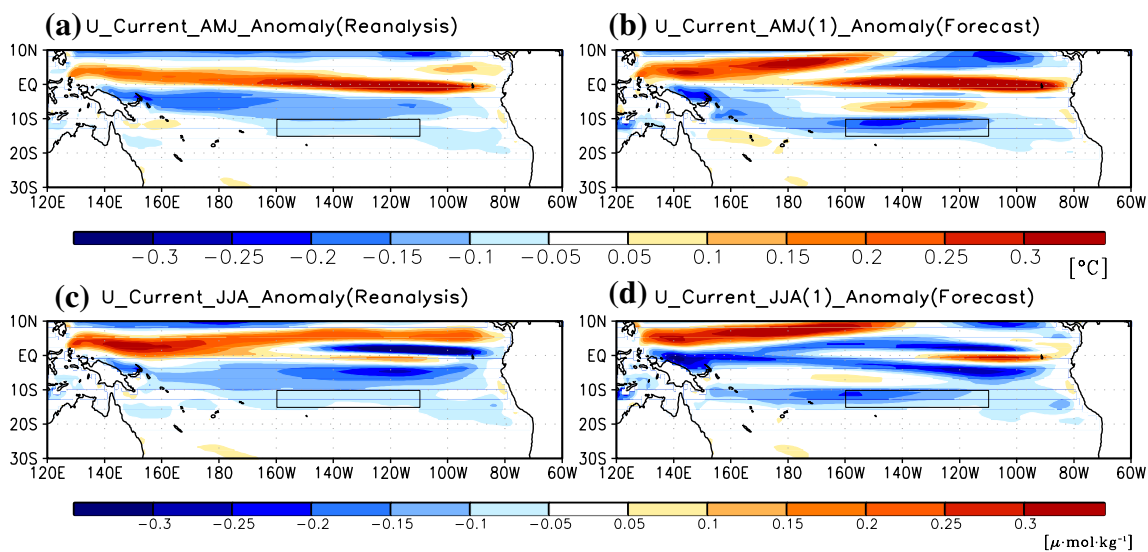 (a) U_Current_AMJ_Anomaly(Reanalysis) (b) U_Current_AMJ(1)_Anomaly(Forecast)
10N 10N
EQ EQ
10S 10S
20S 20S
30S 30S
120E 140E 160E 180 160W 140W 120W 100W 80W 60W 120E 140E 160E 180 160W 140W 120W 100W 80W 60W
−0.3 −0.25 −0.2 −0.15 −0.1 −0.05 0.05 0.1 0.15 0.2 0.25 0.3
[°C]
(c) U_Current_JJA_Anomaly(Reanalysis) (d) U_Current_JJA(1)_Anomaly(Forecast)
10N 10N
EQ EQ
10S 10S
20S 20S
30S 30S
120E 140E 160E 180 160W 140W 120W 100W 80W 60W 120E 140E 160E 180 160W 140W 120W 100W 80W 60W
−0.3 −0.25 −0.2 −0.15 −0.1 −0.05 0.05 0.1 0.15 0.2 0.25 0.3
[μ·mol·kg⁻¹]